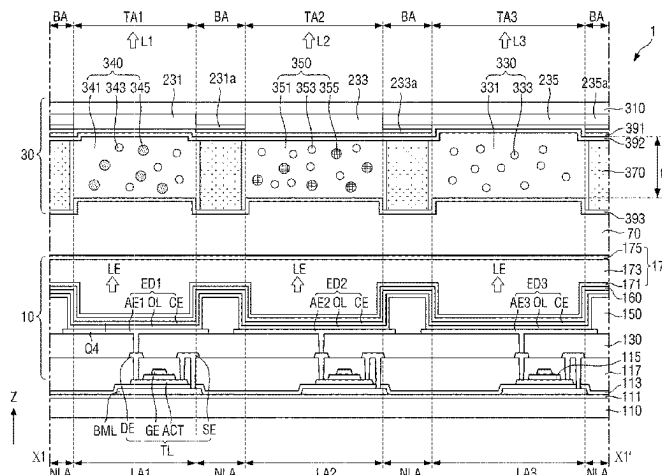 BA TA1 BA TA2 BA TA3 BA
L1 L2 L3 1
340 231 231a 350 233 233a 330 235 235a
341 343 345 351 353 355 331 333
310
391
392
30
370
393
70
175
173
171
160
150
LE LE LE
ED1 ED2 ED3
AE1 OL CE AE2 OL CE AE3 OL CE
10
Q4
130
115
117
113
111
110
Z
BML DE GE ACT SE
TL
X1 X1'
NLA LA1 NLA LA2 NLA LA3 NLA